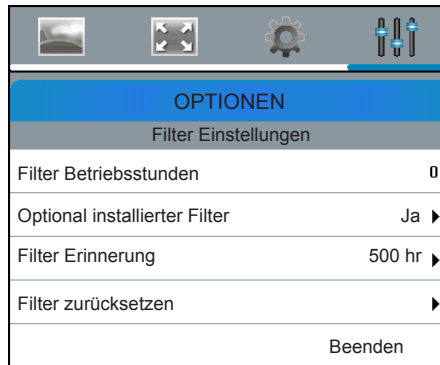 OPTIONEN
Filter Einstellungen
Filter Betriebsstunden 0
Optional installierter Filter Ja
Filter Erinnerung 500 hr
Filter zurücksetzen
Beenden